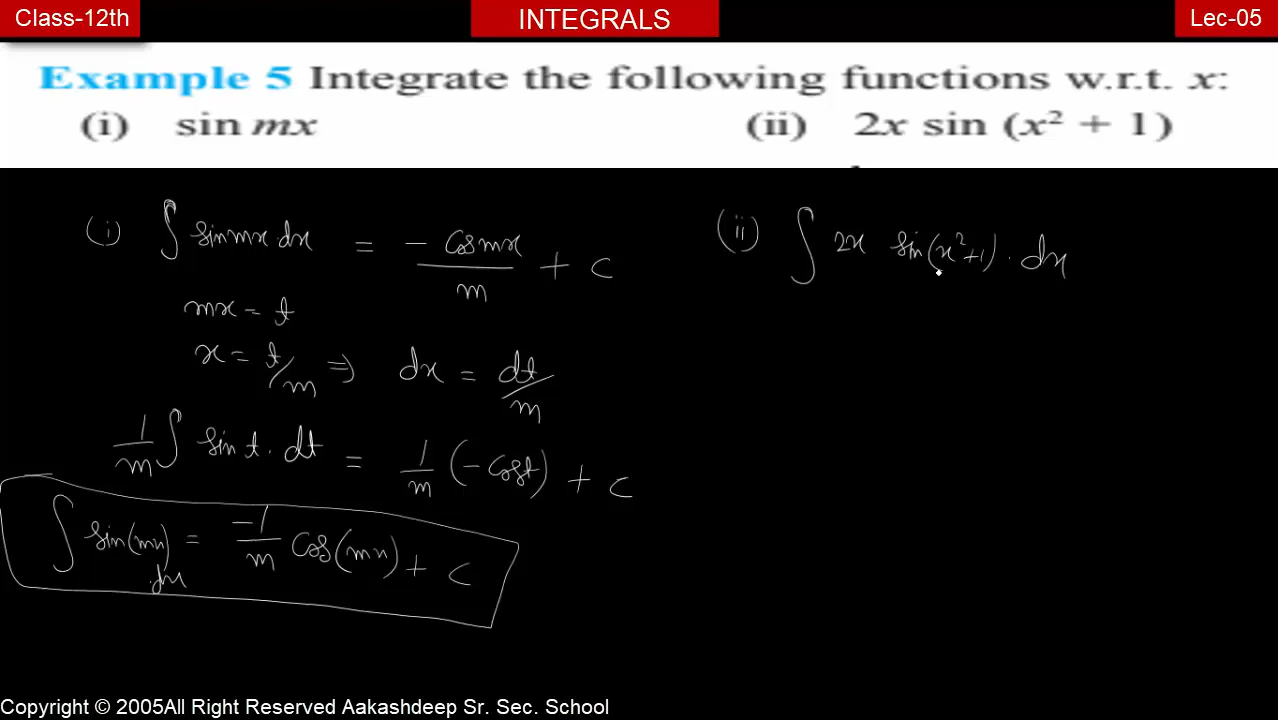 Class-12th
INTEGRALS
Lec-05
Example 5 Integrate the following functions w.r.t. x:
(i) sin mx
(ii) 2x sin (x² + 1)
(i) ∫ sin mx · dx = - cos mx / m + c
mx = t
x = t/m ⇒ dx = dt/m
1/m ∫ sin t · dt = 1/m (- cos t) + c
∫ sin(mx) · dx = -1/m cos(mx) + c
(ii) ∫ 2x sin(x²+1) · dx
Copyright © 2005All Right Reserved Aakashdeep Sr. Sec. School